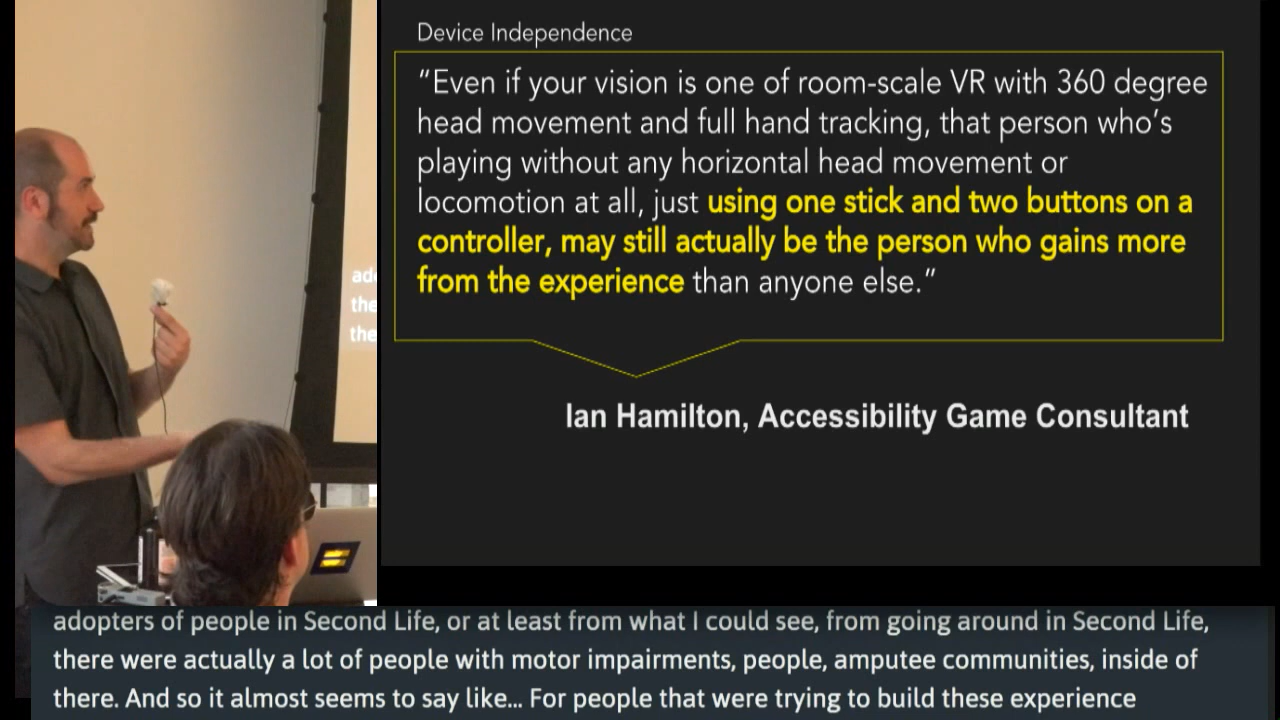 Device Independence
“Even if your vision is one of room-scale VR with 360 degree
head movement and full hand tracking, that person who’s
playing without any horizontal head movement or
locomotion at all, just using one stick and two buttons on a
controller, may still actually be the person who gains more
from the experience than anyone else.”
Ian Hamilton, Accessibility Game Consultant
ad
the
the
adopters of people in Second Life, or at least from what I could see, from going around in Second Life,
there were actually a lot of people with motor impairments, people, amputee communities, inside of
there. And so it almost seems to say like... For people that were trying to build these experience